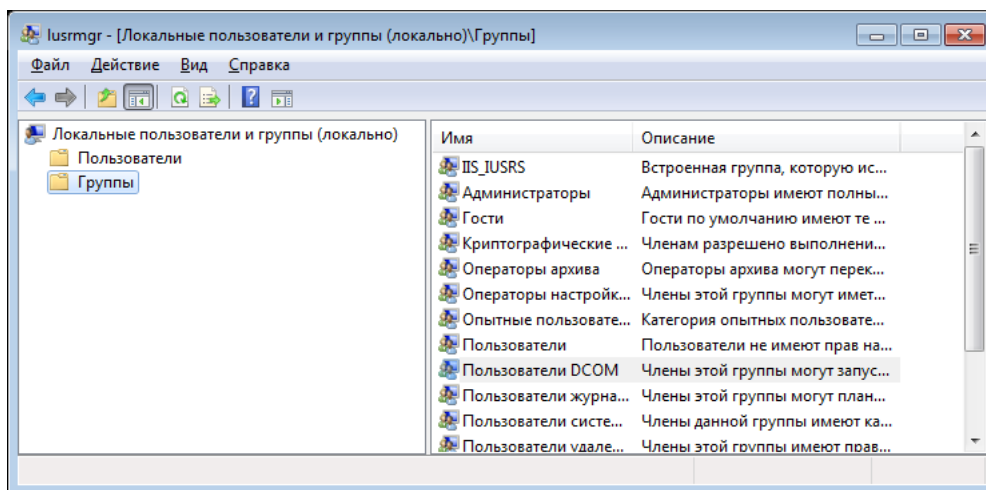 lusrmgr - [Локальные пользователи и группы (локально)\Группы]
Файл Действие Вид Справка
Локальные пользователи и группы (локально)
Пользователи
Группы
Имя Описание
IIS_IUSRS Встроенная группа, которую ис...
Администраторы Администраторы имеют полны...
Гости Гости по умолчанию имеют те ...
Криптографические ... Членам разрешено выполнени...
Операторы архива Операторы архива могут перек...
Операторы настройк... Члены этой группы могут имет...
Опытные пользовате... Категория опытных пользовате...
Пользователи Пользователи не имеют прав на...
Пользователи DCOM Члены этой группы могут запус...
Пользователи журна... Члены этой группы могут план...
Пользователи систе... Члены данной группы имеют ка...
Пользователи удале... Члены этой группы имеют прав...